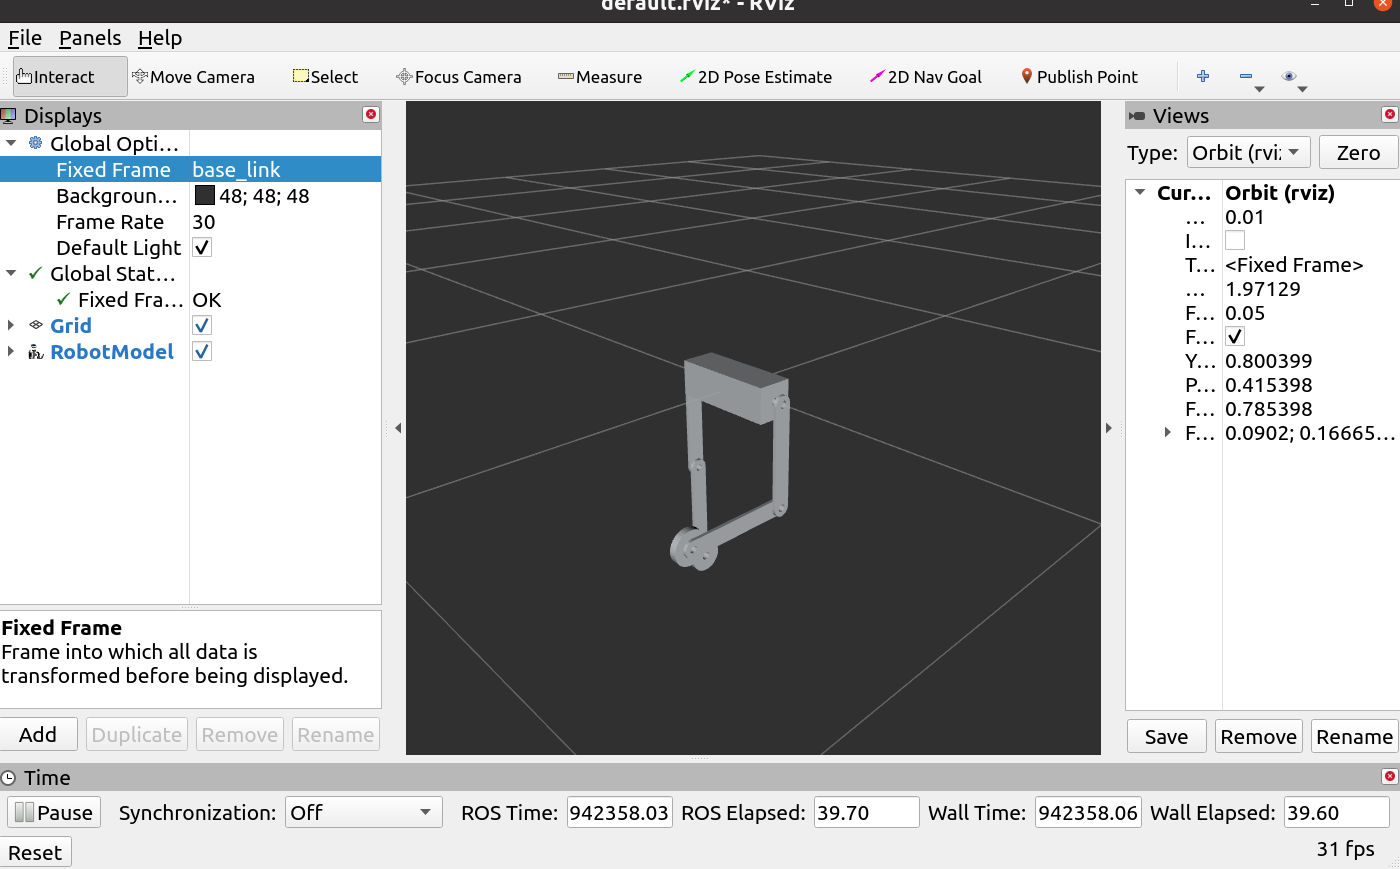 default.rviz* - RViz
File Panels Help
Interact Move Camera Select Focus Camera Measure 2D Pose Estimate 2D Nav Goal Publish Point
Displays
Global Opti...
Fixed Frame base_link
Backgroun... 48; 48; 48
Frame Rate 30
Default Light
Global Stat...
Fixed Fra... OK
Grid
RobotModel
Fixed Frame
Frame into which all data is
transformed before being displayed.
Add Duplicate Remove Rename
Views
Type: Orbit (rvi: Zero
Cur... Orbit (rviz)
... 0.01
I...
T... <Fixed Frame>
... 1.97129
F... 0.05
F...
Y... 0.800399
P... 0.415398
F... 0.785398
F... 0.0902; 0.16665...
Save Remove Rename
Time
Pause Synchronization: Off ROS Time: 942358.03 ROS Elapsed: 39.70 Wall Time: 942358.06 Wall Elapsed: 39.60
Reset 31 fps